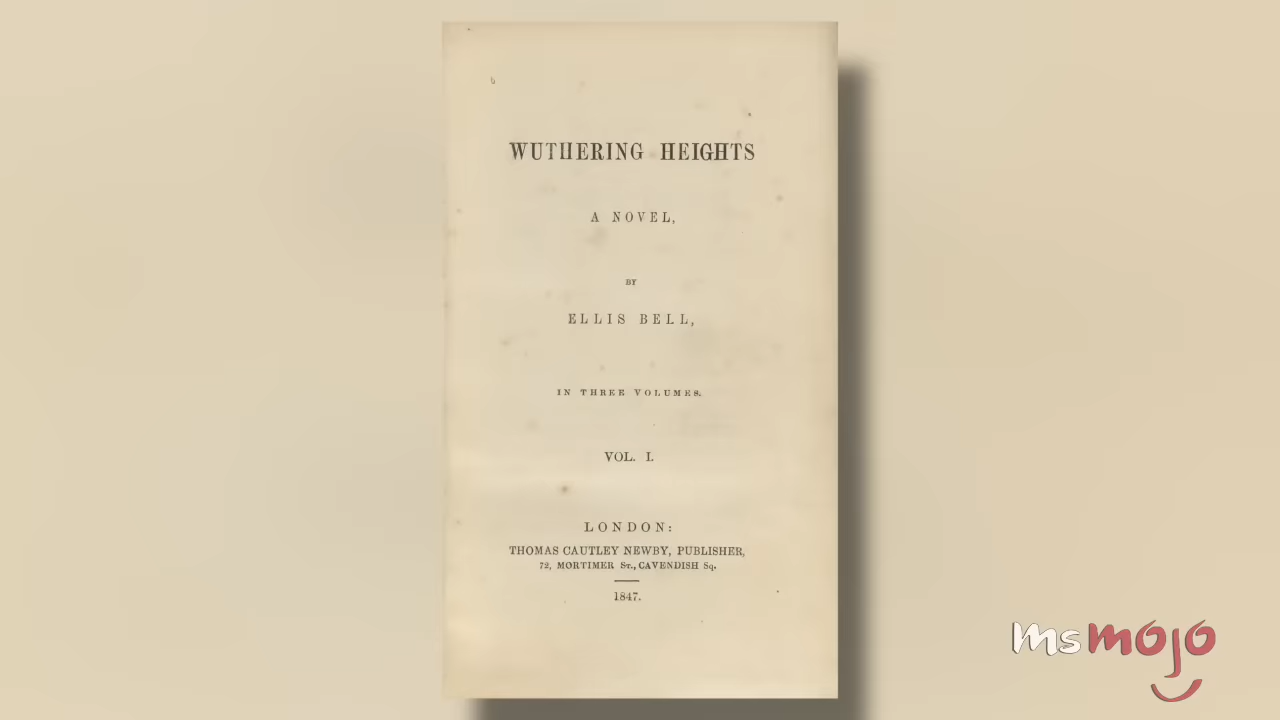 WUTHERING HEIGHTS
A NOVEL,
BY
ELLIS BELL,
IN THREE VOLUMES.
VOL. I.
LONDON:
THOMAS CAUTLEY NEWBY, PUBLISHER,
72, MORTIMER St., CAVENDISH Sq.
1847.
msmojo